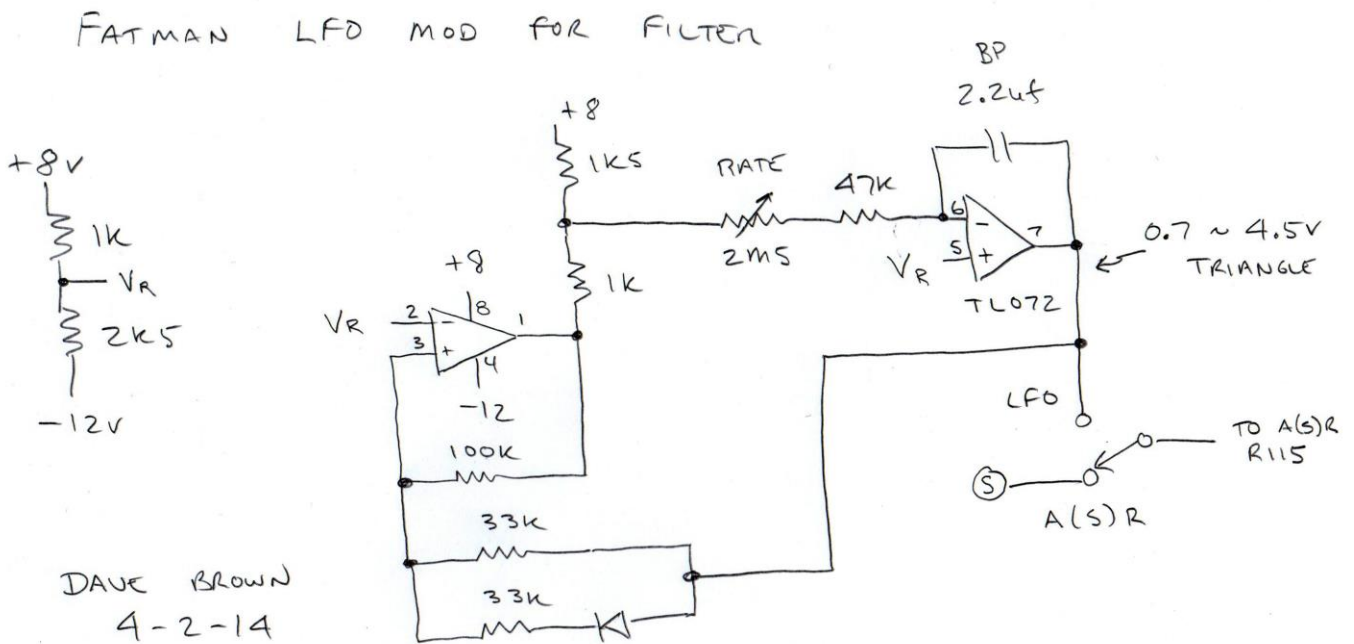 FATMAN LFO MOD FOR FILTER
+8V
1K
VR
2K5
-12V
+8
1K5
1K
RATE
2M5
47K
BP
2.2uf
6
-
5
+
7
VR
TL072
0.7 ~ 4.5V
TRIANGLE
+8
8
VR
2
-
3
+
1
4
-12
100K
33K
33K
LFO
TO A(S)R
R115
S
A(S)R
DAVE BROWN
4-2-14